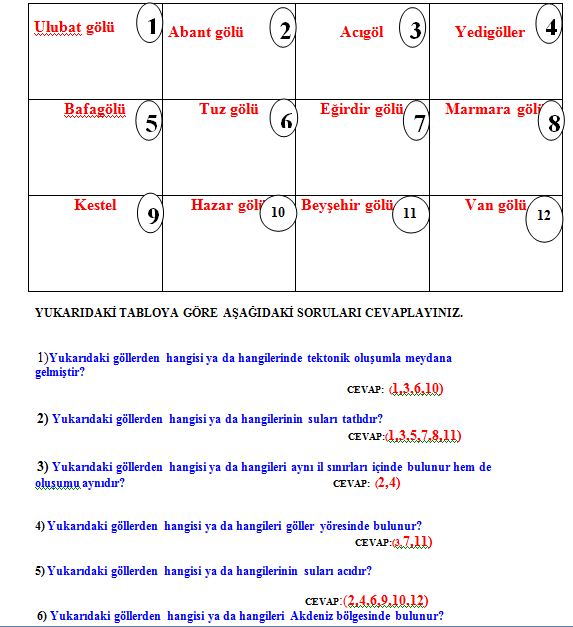 Ulubat gölü 1 Abant gölü 2 Acıgöl 3 Yedigöller 4
Bafagölü 5 Tuz gölü 6 Eğirdir gölü 7 Marmara 8
Kestel 9 Hazar 10 Beyşehir gölü 11 Van gölü 12
YUKARIDAKİ TABLOYA GÖRE AŞAĞIDAKİ SORULARI CEVAPLAYINIZ.
1)Yukarıdaki göllerden hangisi ya da hangilerinde tektonik oluşumla meydana
gelmiştir?
CEVAP: (1,3,6,10)
2) Yukarıdaki göllerden hangisi ya da hangilerinin suları tatlıdır?
CEVAP:(1,3,5,7,8,11)
3) Yukarıdaki göllerden hangisi ya da hangileri aynı il sınırları içinde bulunur hem de
oluşumu aynıdır? CEVAP: (2,4)
4) Yukarıdaki göllerden hangisi ya da hangileri göller yöresinde bulunur?
CEVAP:(3,7,11)
5) Yukarıdaki göllerden hangisi ya da hangilerinin suları acıdır?
CEVAP:(2,4,6,9,10,12)
6) Yukarıdaki göllerden hangisi ya da hangileri Akdeniz bölgesinde bulunur?